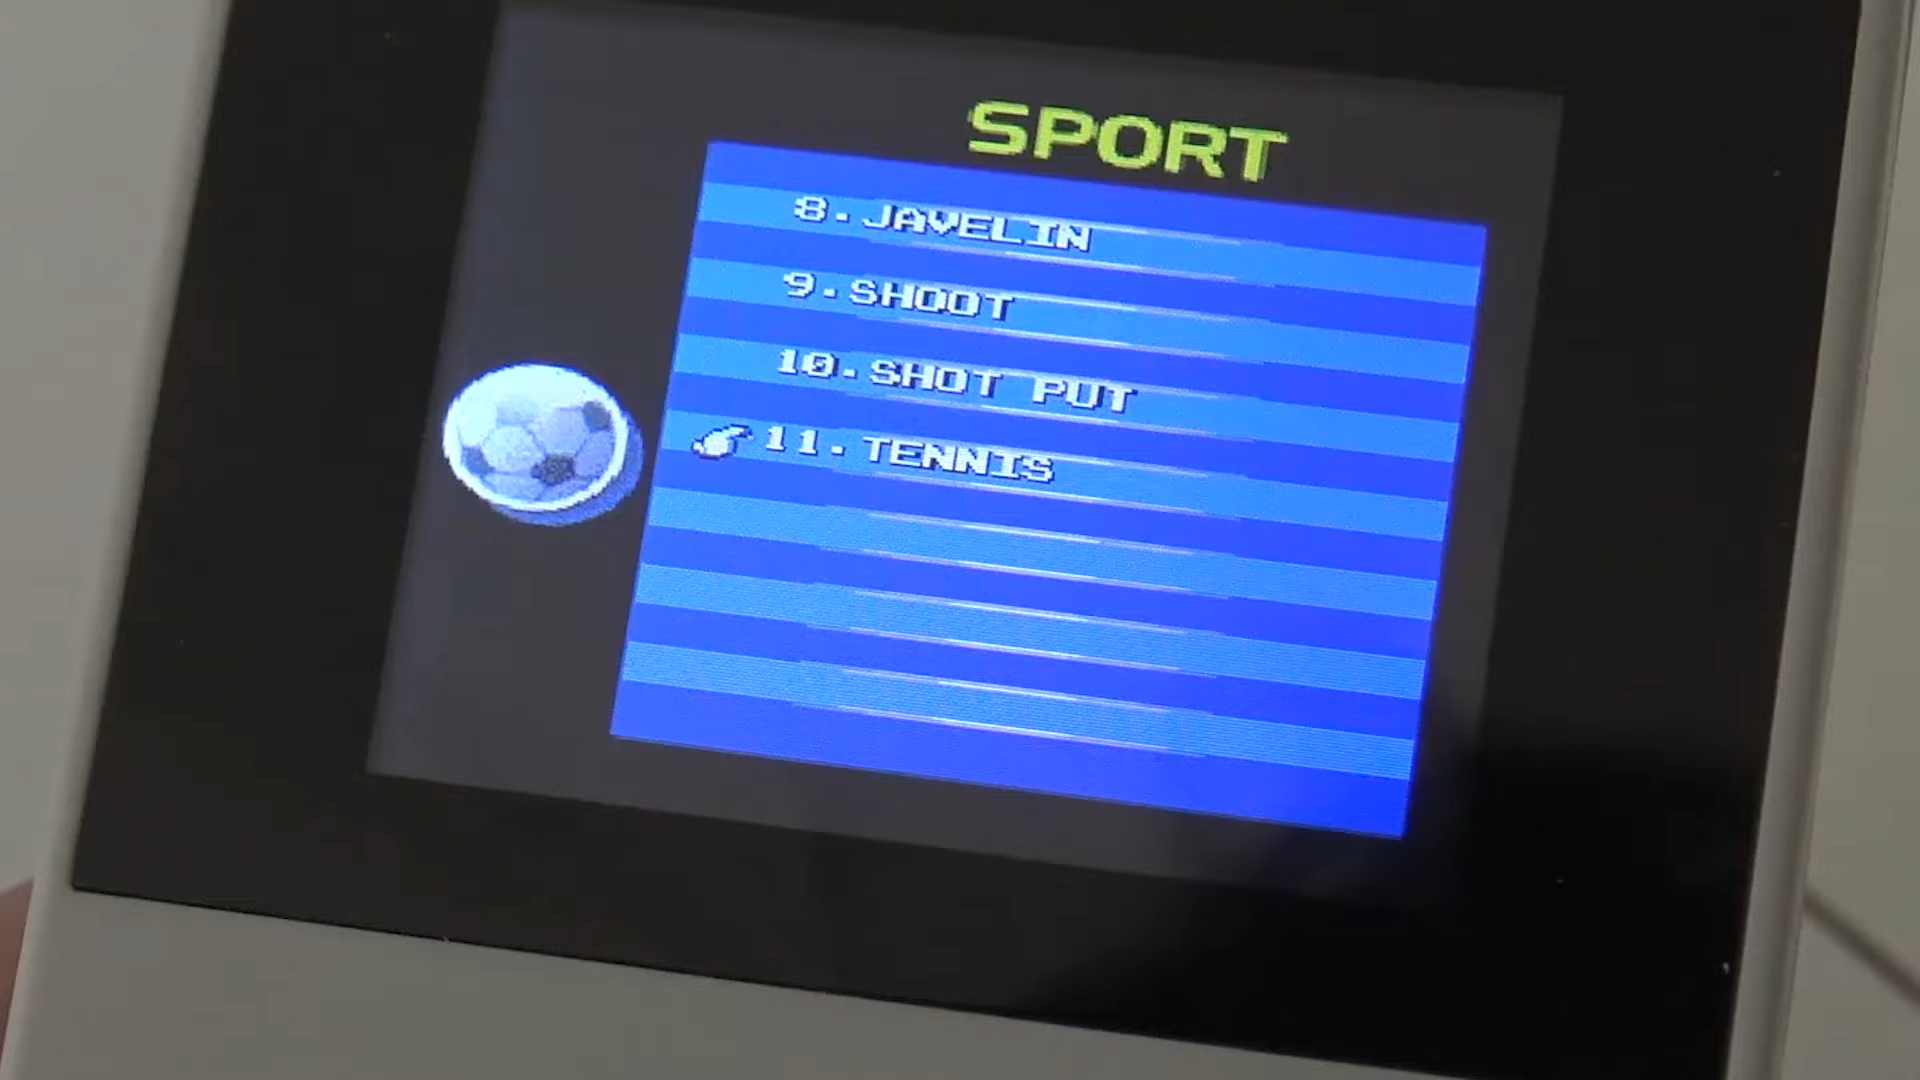 SPORT
8.JAVELIN
9.SHOOT
10.SHOT PUT
11.TENNIS